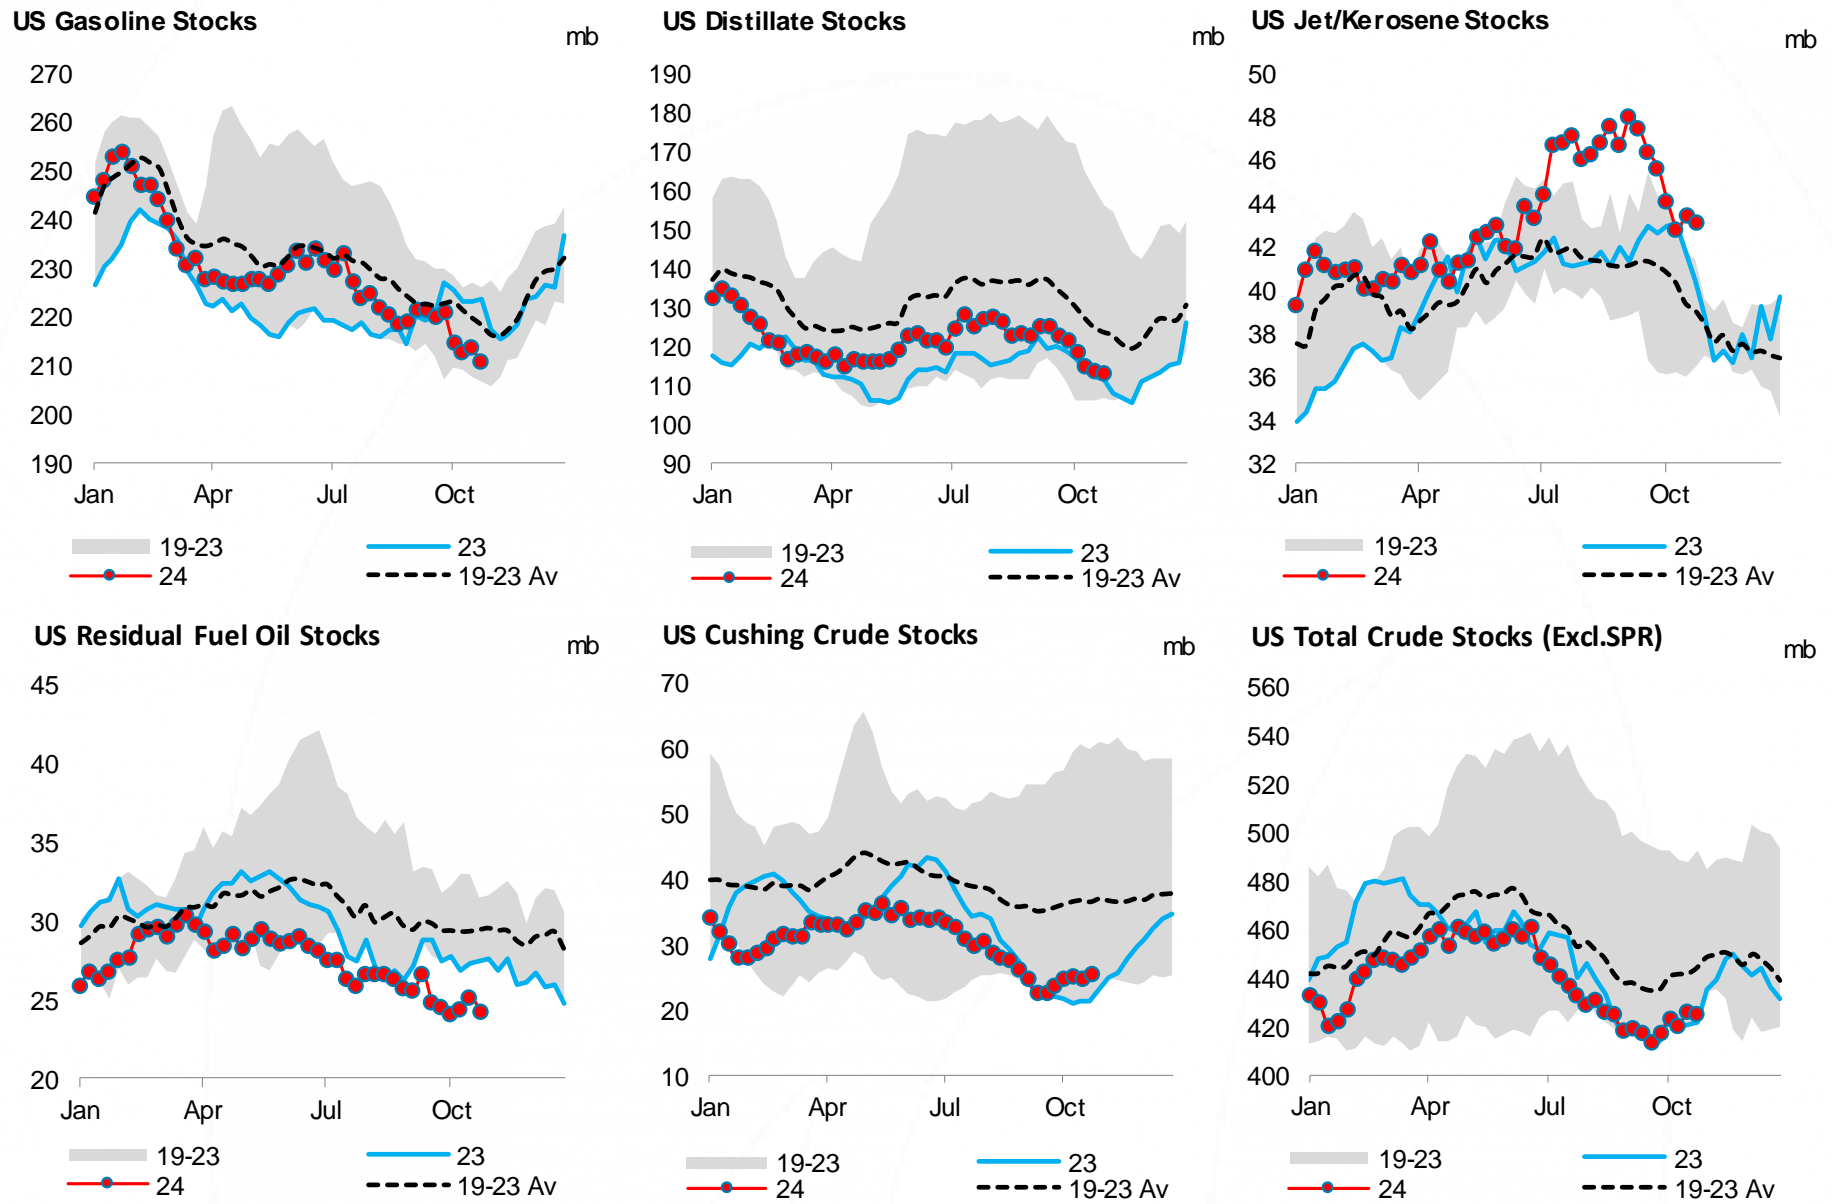 US Gasoline Stocks
mb
270
260
250
240
230
220
210
200
190
Jan Apr Jul Oct
19-23 23
24 19-23 Av
US Distillate Stocks
mb
190
180
170
160
150
140
130
120
110
100
90
Jan Apr Jul Oct
19-23 23
24 19-23 Av
US Jet/Kerosene Stocks
mb
50
48
46
44
42
40
38
36
34
32
Jan Apr Jul Oct
19-23 23
24 19-23 Av
US Residual Fuel Oil Stocks
mb
45
40
35
30
25
20
Jan Apr Jul Oct
19-23 23
24 19-23 Av
US Cushing Crude Stocks
mb
70
60
50
40
30
20
10
Jan Apr Jul Oct
19-23 23
24 19-23 Av
US Total Crude Stocks (Excl.SPR)
mb
560
540
520
500
480
460
440
420
400
Jan Apr Jul Oct
19-23 23
24 19-23 Av